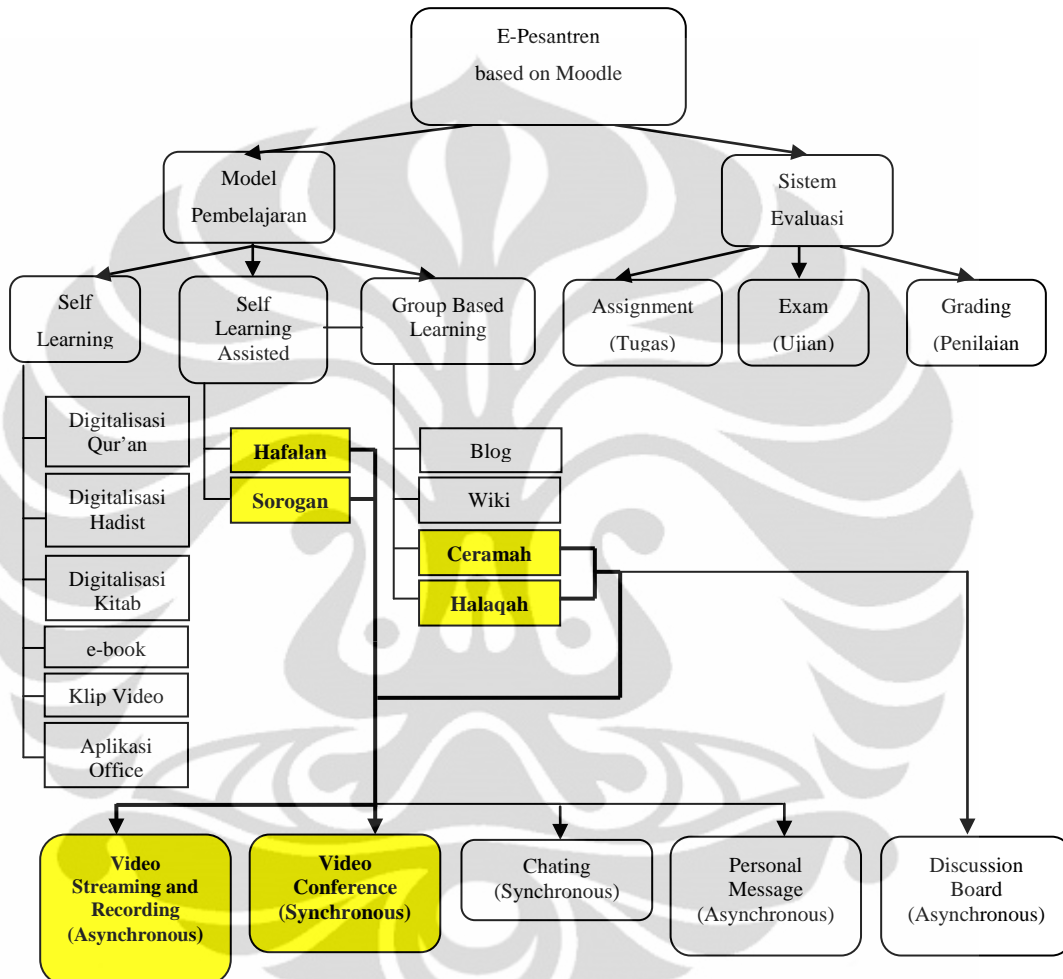 E-Pesantren
based on Moodle
Model
Pembelajaran
Sistem
Evaluasi
Self
Learning
Self
Learning
Assisted
Group Based
Learning
Assignment
(Tugas)
Exam
(Ujian)
Grading
(Penilaian
Digitalisasi
Qur’an
Digitalisasi
Hadist
Digitalisasi
Kitab
e-book
Klip Video
Aplikasi
Office
Hafalan
Sorogan
Blog
Wiki
Ceramah
Halaqah
Video
Streaming and
Recording
(Asynchronous)
Video
Conference
(Synchronous)
Chating
(Synchronous)
Personal
Message
(Asynchronous)
Discussion
Board
(Asynchronous)